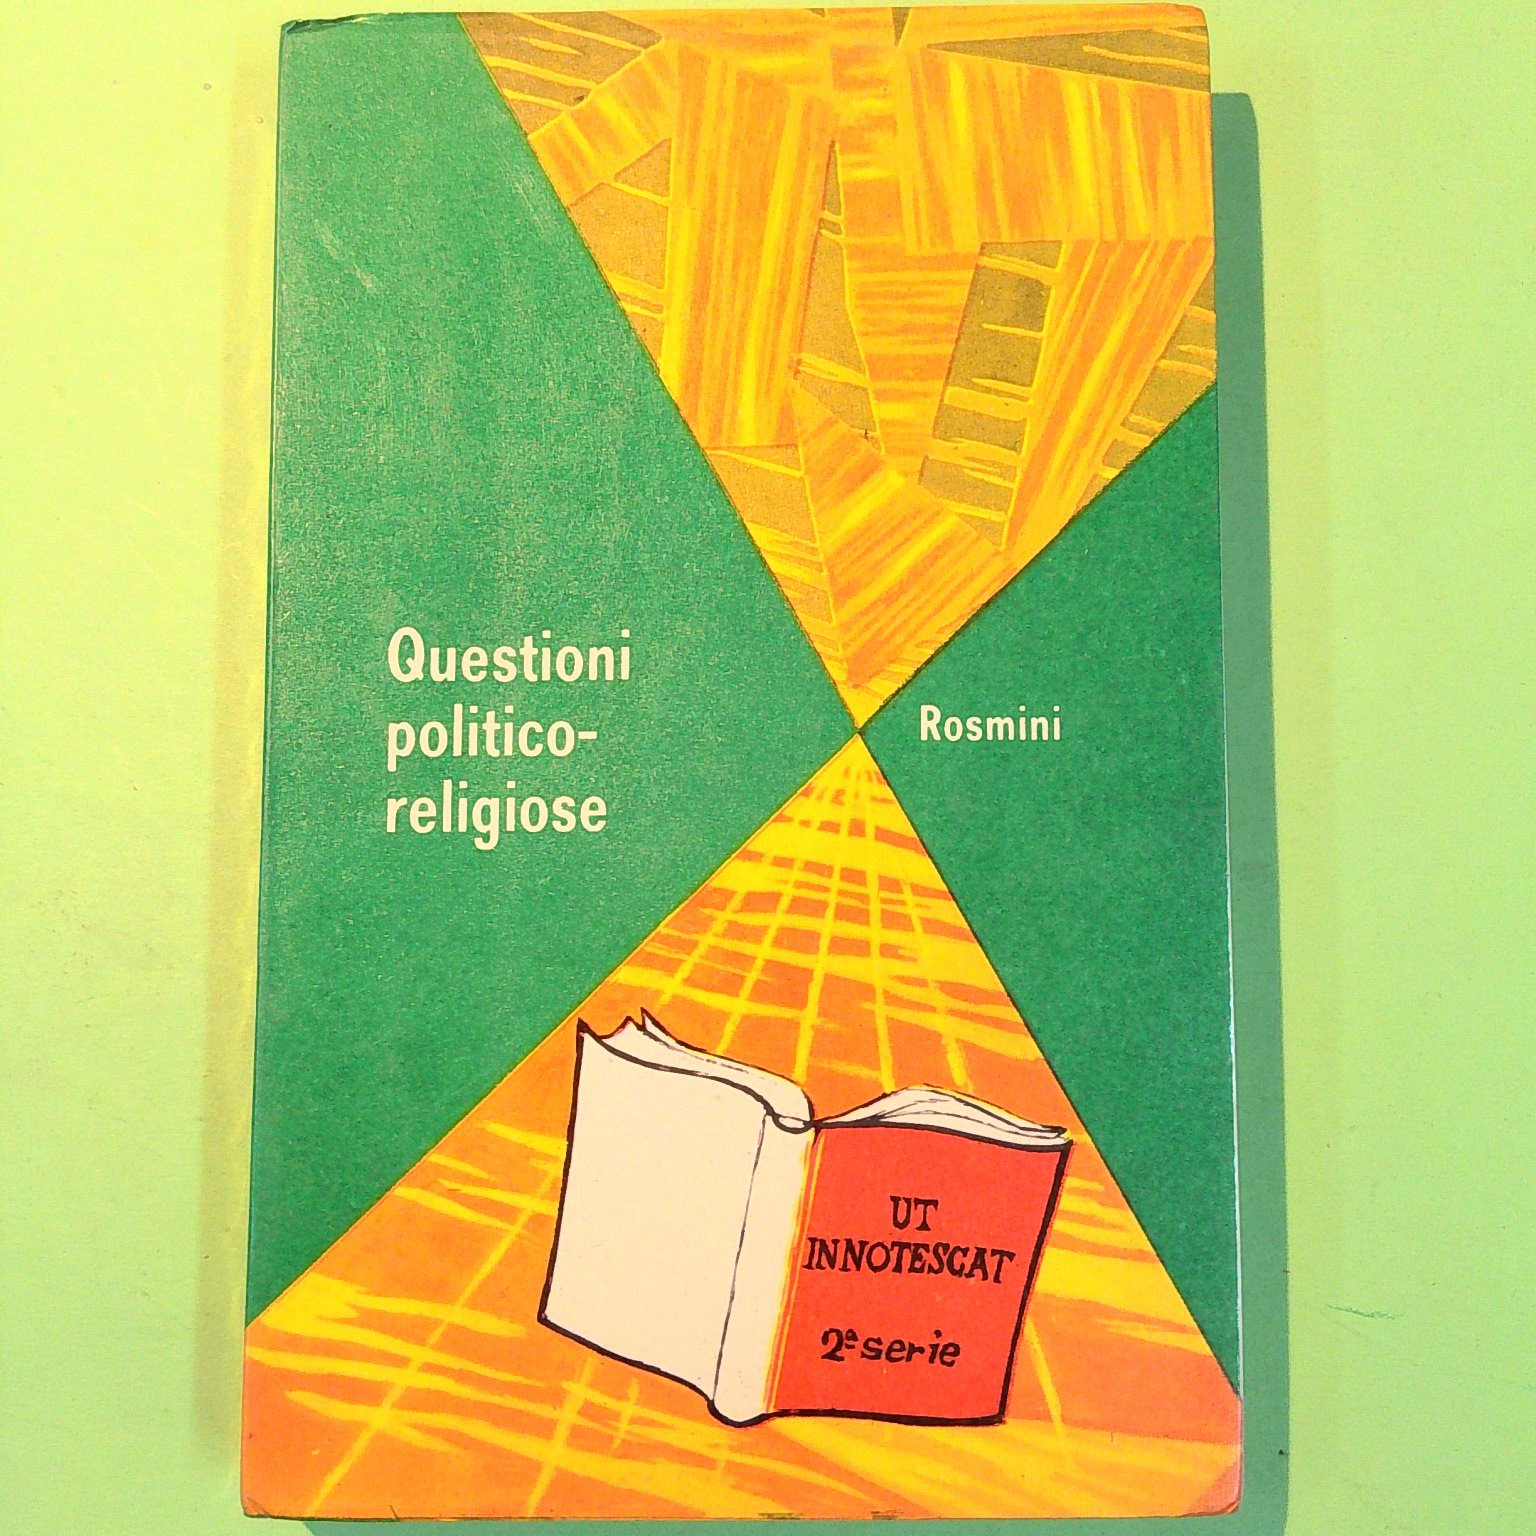 Questioni
politico-
religiose
Rosmini
UT
INNOTESCAT
2ª serie